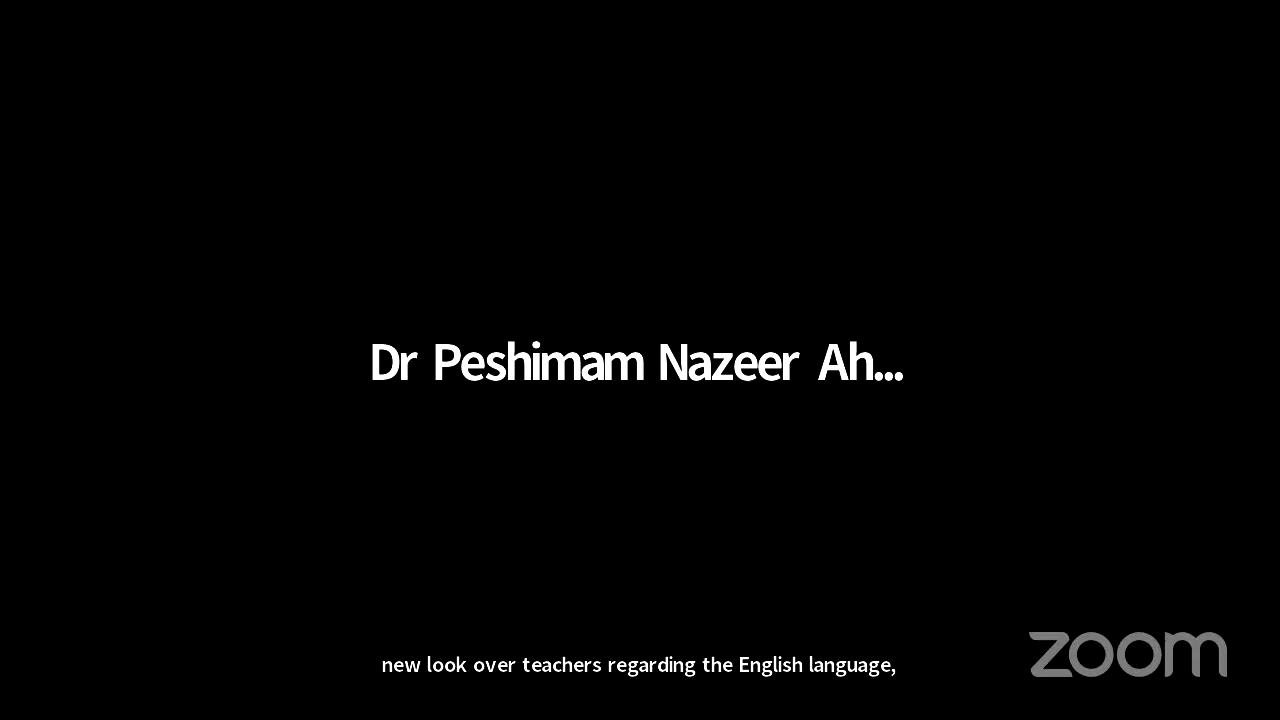 Dr Peshimam Nazeer Ah...
new look over teachers regarding the English language,
zoom